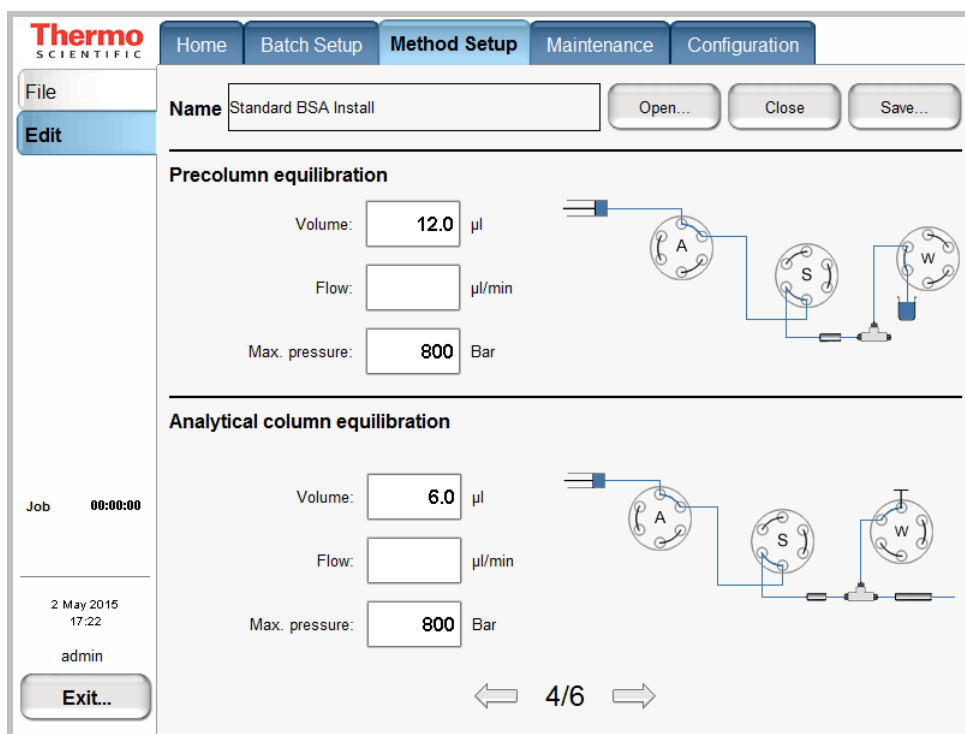 Thermo
SCIENTIFIC
Home
Batch Setup
Method Setup
Maintenance
Configuration
File
Edit
Name Standard BSA Install
Open...
Close
Save...
Precolumn equilibration
Volume: 12.0 µl
Flow: µl/min
Max. pressure: 800 Bar
A
S
W
Analytical column equilibration
Volume: 6.0 µl
Flow: µl/min
Max. pressure: 800 Bar
A
S
W
Job 00:00:00
2 May 2015
17:22
admin
Exit...
4/6